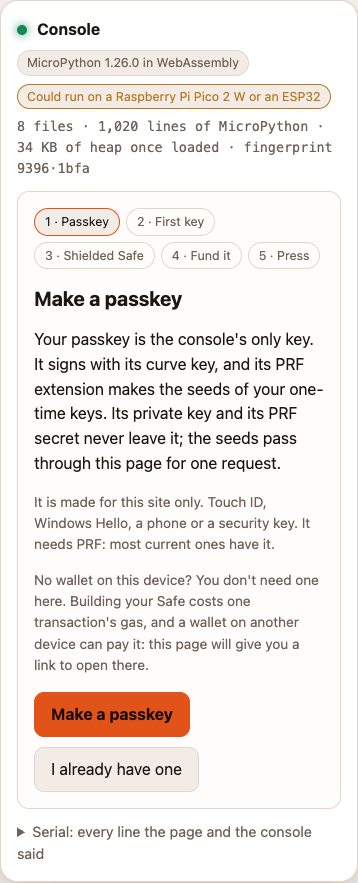 Console
MicroPython 1.26.0 in WebAssembly
Could run on a Raspberry Pi Pico 2 W or an ESP32
8 files · 1,020 lines of MicroPython ·
34 KB of heap once loaded · fingerprint
9396·1bfa
1 · Passkey
2 · First key
3 · Shielded Safe
4 · Fund it
5 · Press
Make a passkey
Your passkey is the console's only key.
It signs with its curve key, and its PRF
extension makes the seeds of your one-
time keys. Its private key and its PRF
secret never leave it; the seeds pass
through this page for one request.
It is made for this site only. Touch ID,
Windows Hello, a phone or a security key. It
needs PRF: most current ones have it.
No wallet on this device? You don't need one
here. Building your Safe costs one
transaction's gas, and a wallet on another
device can pay it: this page will give you a
link to open there.
Make a passkey
I already have one
Serial: every line the page and the console
said